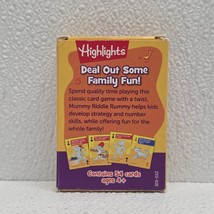 Highlights
Deal Out Some
Family Fun!
Spend quality time playing this
classic card game with a twist.
Mummy Riddle Rummy helps kids
develop strategy and number
skills, while offering fun for
the whole family!
Contains 54 cards
ages 4+